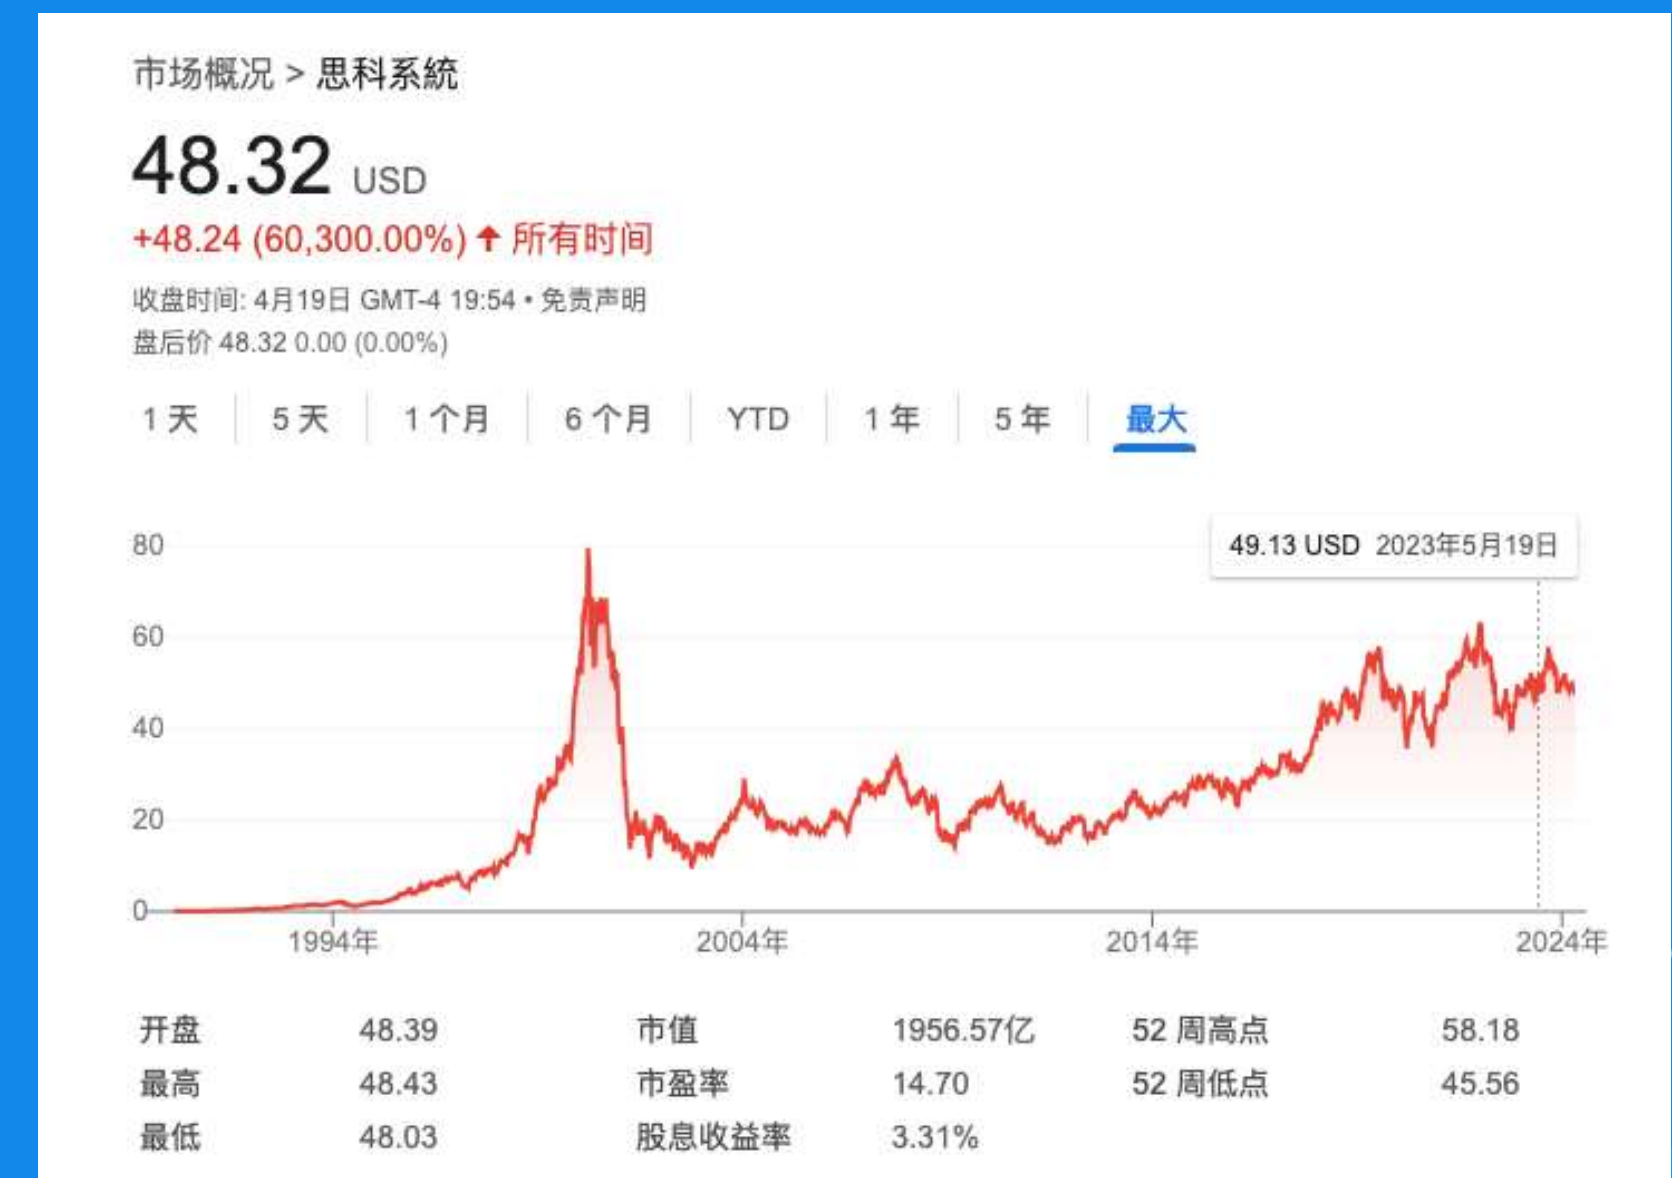 市场概况 > 思科系統
48.32 USD
+48.24 (60,300.00%) ↑ 所有时间
收盘时间: 4月19日 GMT-4 19:54 • 免责声明
盘后价 48.32 0.00 (0.00%)
1 天 5 天 1 个月 6 个月 YTD 1 年 5 年 最大
49.13 USD 2023年5月19日
80
60
40
20
0
1994年 2004年 2014年 2024年
开盘 48.39 市值 1956.57亿 52 周高点 58.18
最高 48.43 市盈率 14.70 52 周低点 45.56
最低 48.03 股息收益率 3.31%